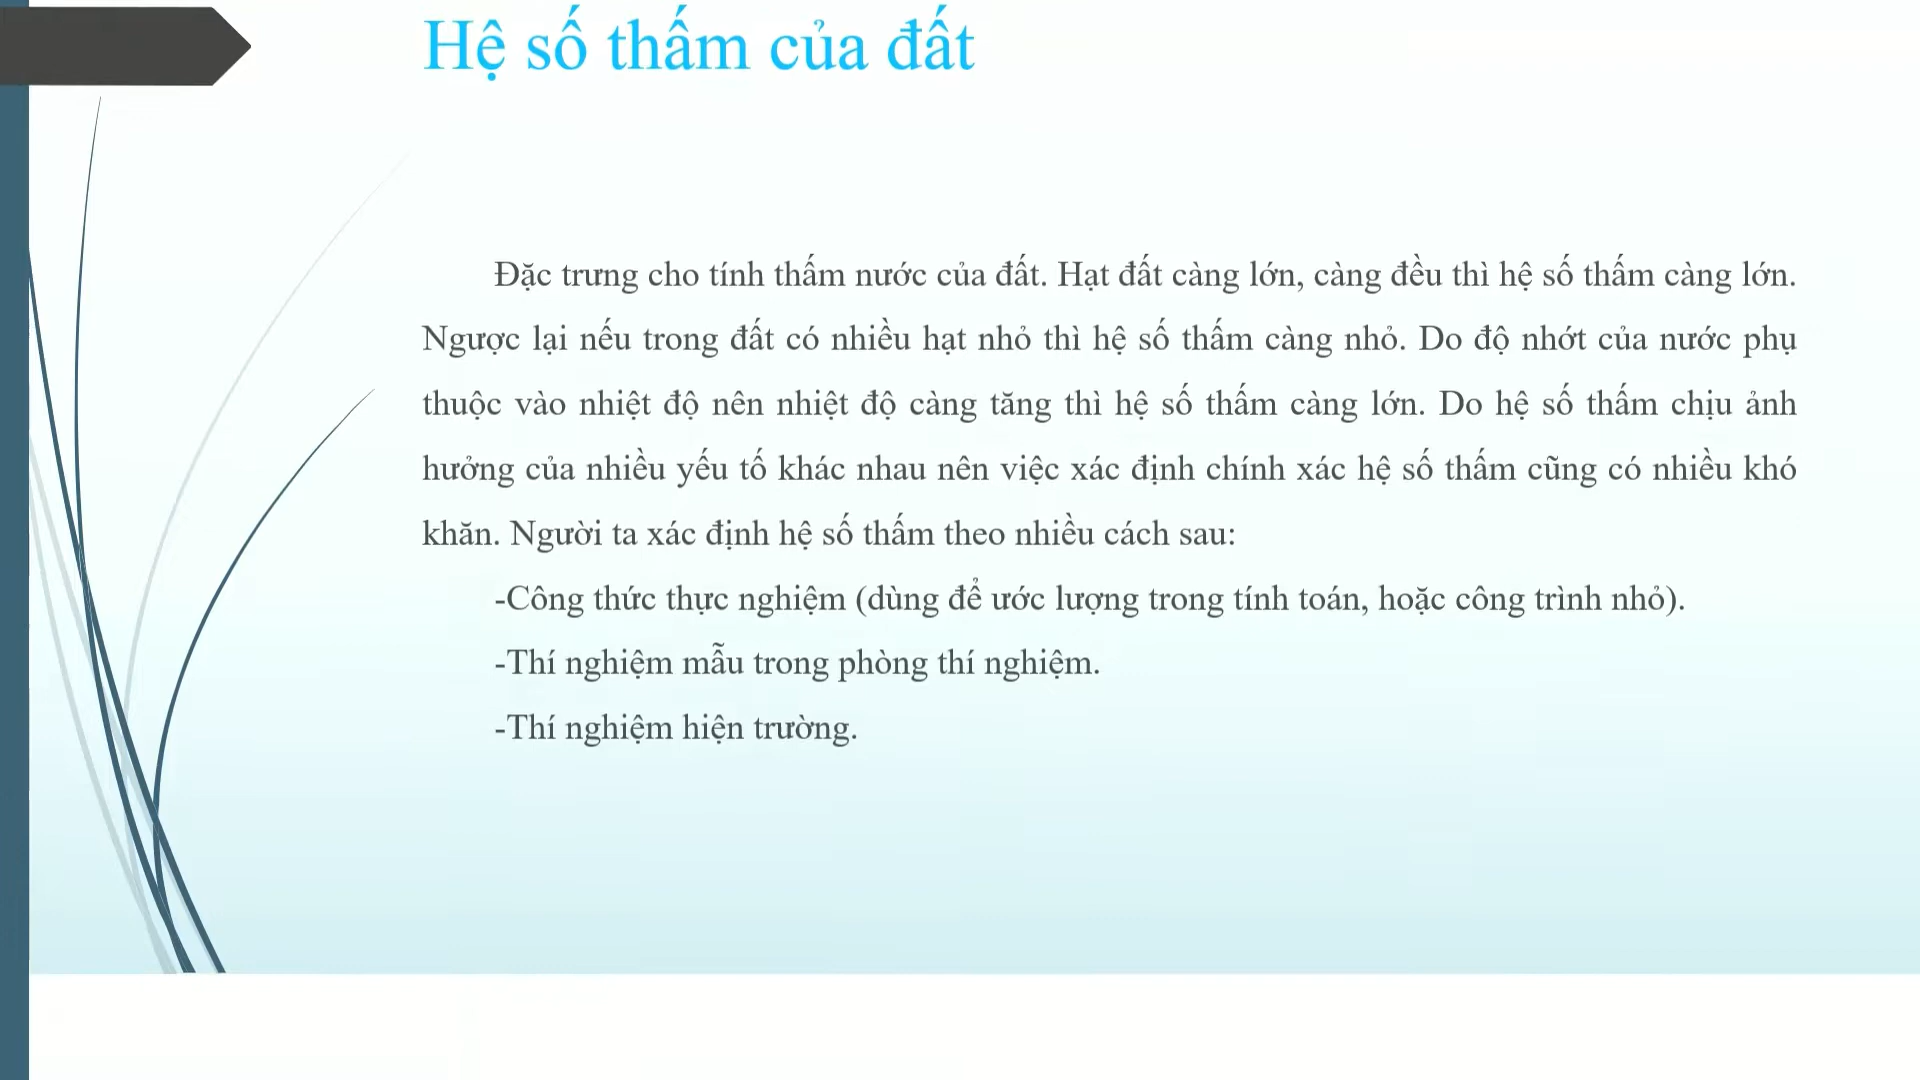 Hệ số thấm của đất
Đặc trưng cho tính thấm nước của đất. Hạt đất càng lớn, càng đều thì hệ số thấm càng lớn.
Ngược lại nếu trong đất có nhiều hạt nhỏ thì hệ số thấm càng nhỏ. Do độ nhớt của nước phụ
thuộc vào nhiệt độ nên nhiệt độ càng tăng thì hệ số thấm càng lớn. Do hệ số thấm chịu ảnh
hưởng của nhiều yếu tố khác nhau nên việc xác định chính xác hệ số thấm cũng có nhiều khó
khăn. Người ta xác định hệ số thấm theo nhiều cách sau:
-Công thức thực nghiệm (dùng để ước lượng trong tính toán, hoặc công trình nhỏ).
-Thí nghiệm mẫu trong phòng thí nghiệm.
-Thí nghiệm hiện trường.